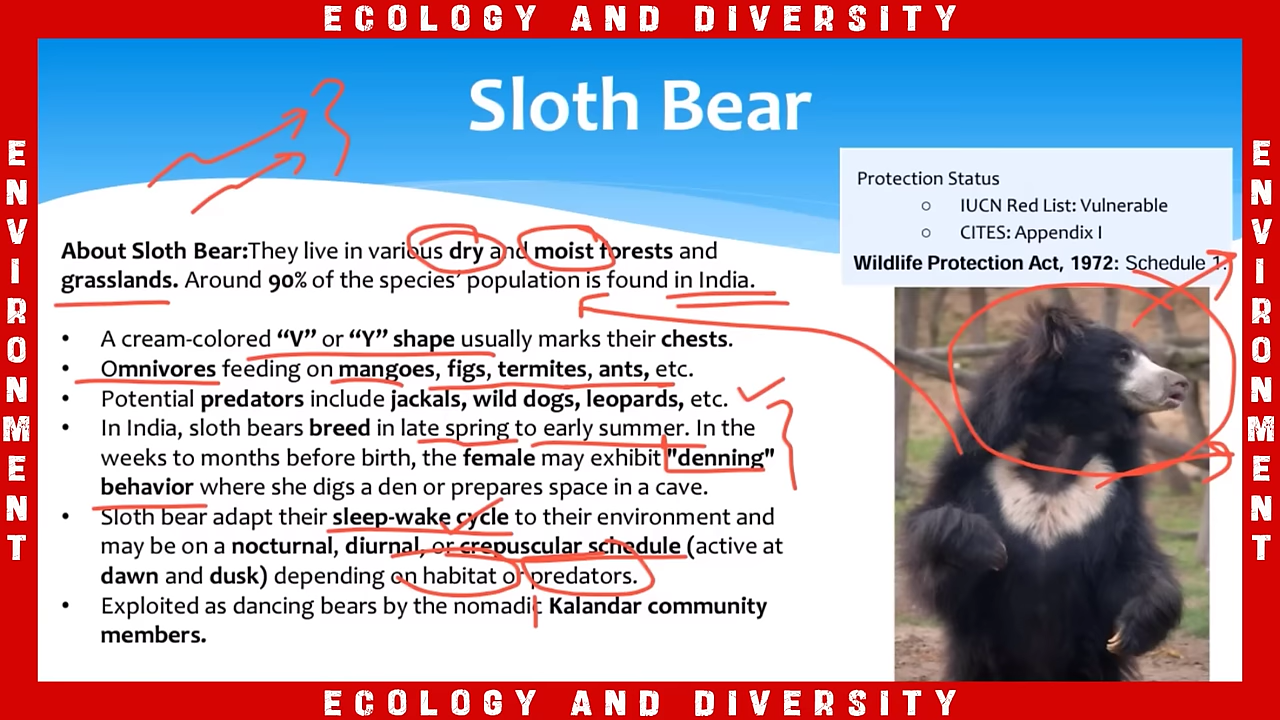 ECOLOGY AND DIVERSITY
ENVIRONMENT
Sloth Bear
Protection Status
○ IUCN Red List: Vulnerable
○ CITES: Appendix I
Wildlife Protection Act, 1972: Schedule 1.
About Sloth Bear:They live in various dry and moist forests and
grasslands. Around 90% of the species' population is found in India.
• A cream-colored “V” or “Y” shape usually marks their chests.
• Omnivores feeding on mangoes, figs, termites, ants, etc.
• Potential predators include jackals, wild dogs, leopards, etc.
• In India, sloth bears breed in late spring to early summer. In the
weeks to months before birth, the female may exhibit "denning"
behavior where she digs a den or prepares space in a cave.
• Sloth bear adapt their sleep-wake cycle to their environment and
may be on a nocturnal, diurnal, or crepuscular schedule (active at
dawn and dusk) depending on habitat or predators.
• Exploited as dancing bears by the nomadic Kalandar community
members.
ENVIRONMENT
ECOLOGY AND DIVERSITY